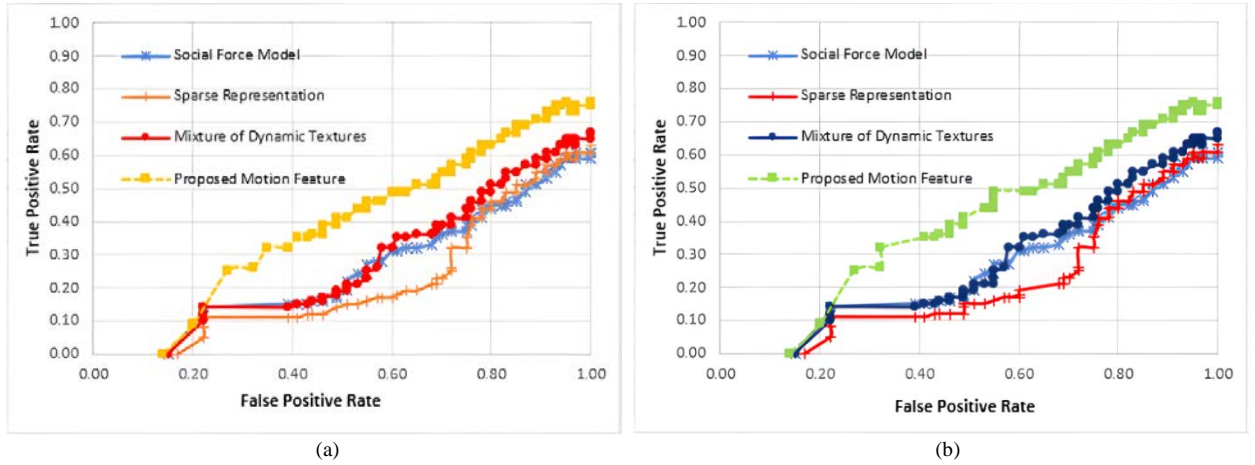 1.00
0.90
0.80
0.70
0.60
0.50
0.40
0.30
0.20
0.10
0.00
True Positive Rate
Social Force Model
Sparse Representation
Mixture of Dynamic Textures
Proposed Motion Feature
0.00 0.20 0.40 0.60 0.80 1.00
False Positive Rate
(a)
1.00
0.90
0.80
0.70
0.60
0.50
0.40
0.30
0.20
0.10
0.00
True Positive Rate
Social Force Model
Sparse Representation
Mixture of Dynamic Textures
Proposed Motion Feature
0.00 0.20 0.40 0.60 0.80 1.00
False Positive Rate
(b)